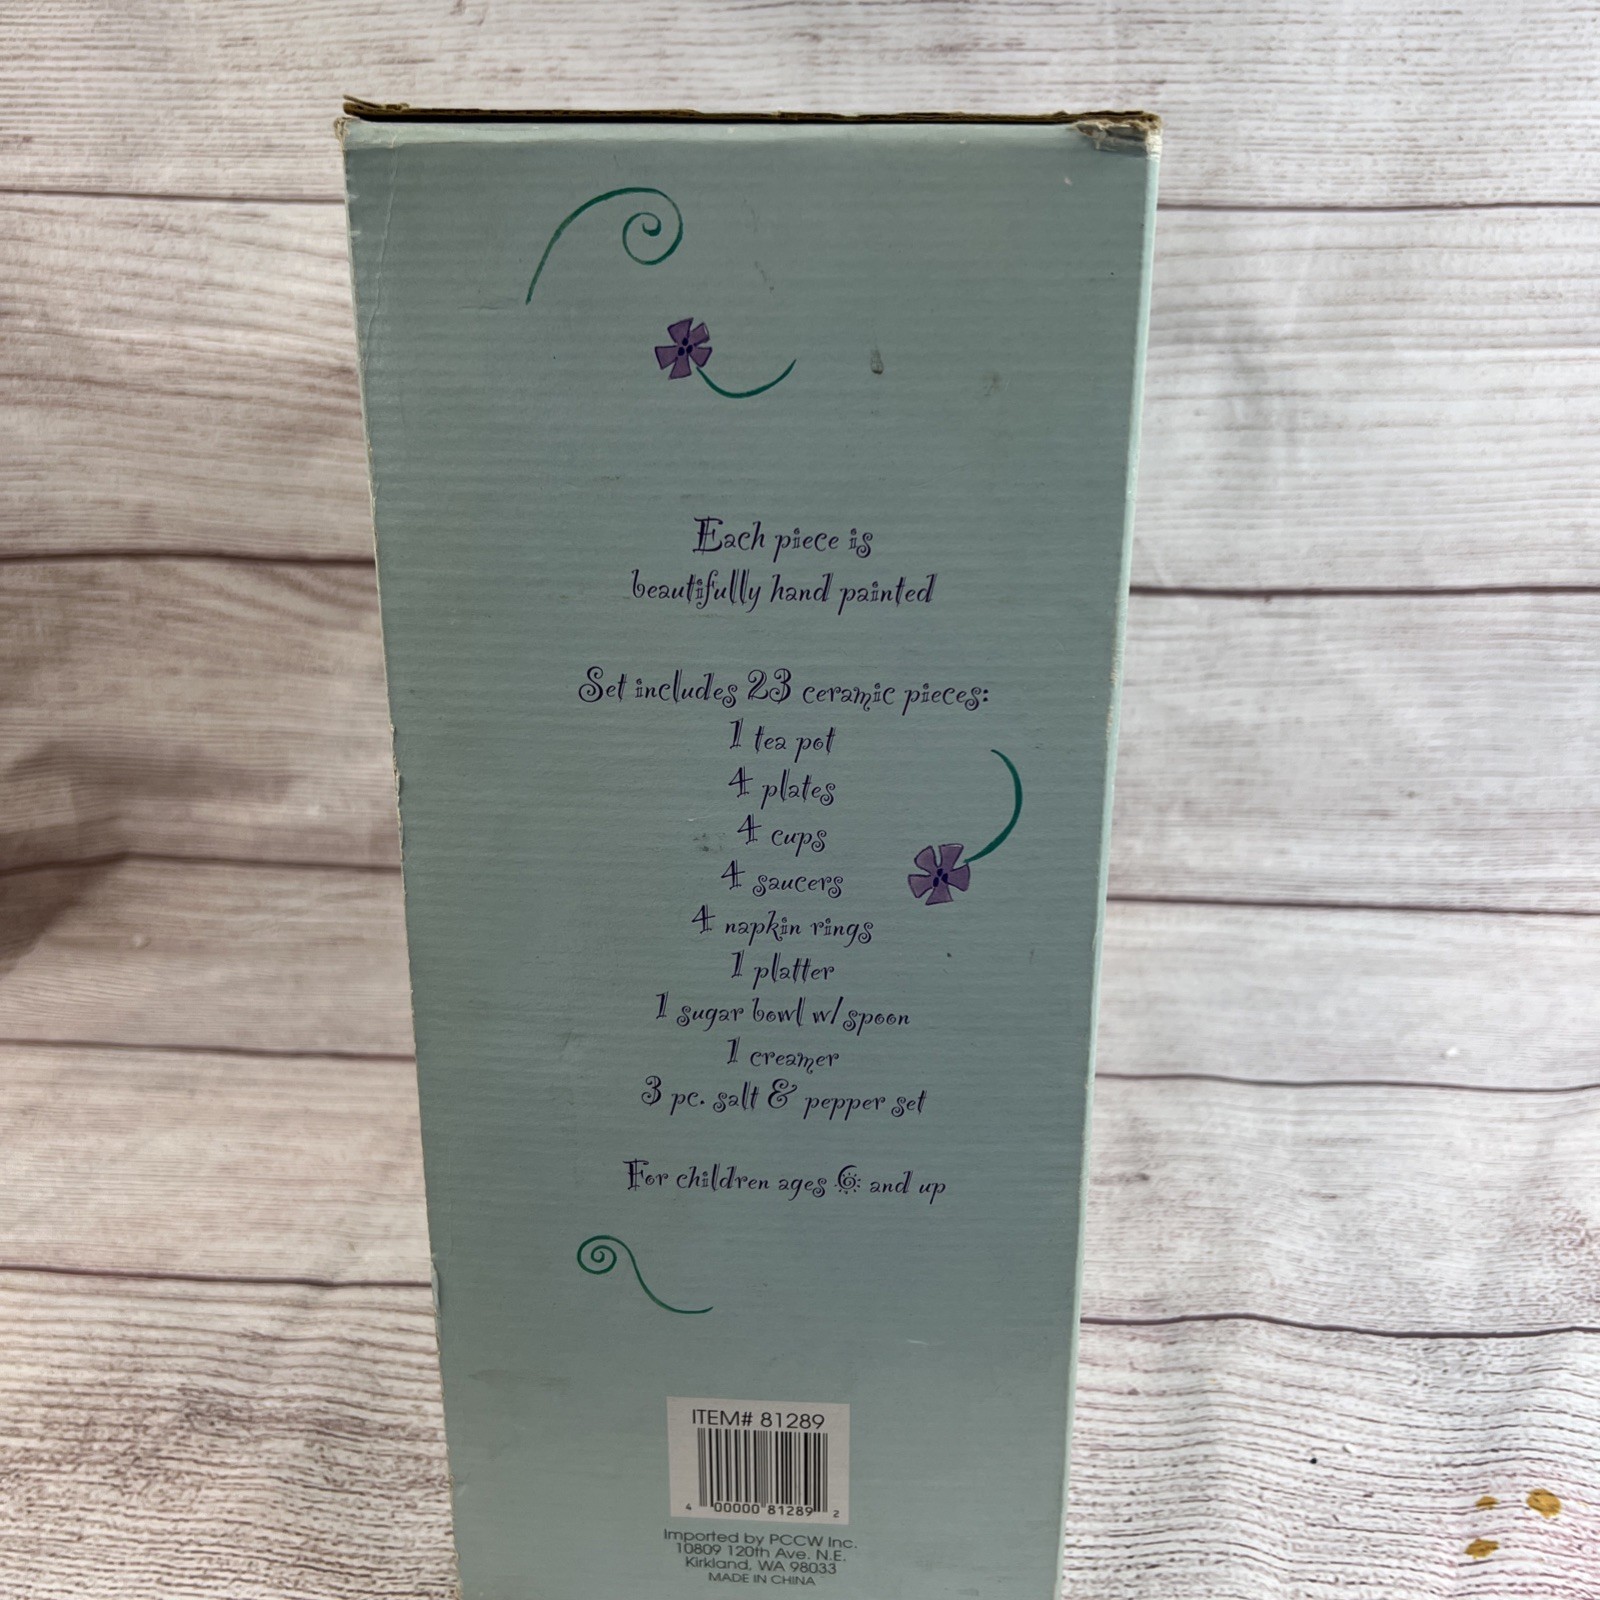 Each piece is
beautifully hand painted
Set includes 23 ceramic pieces:
1 tea pot
4 plates
4 cups
4 saucers
4 napkin rings
1 platter
1 sugar bowl w/ spoon
1 creamer
3 pc. salt & pepper set
For children ages 6 and up
ITEM# 81289
4 00000 81289 2
Imported by PCCW Inc.
10809 120th Ave. N.E.
Kirkland, WA 98033
MADE IN CHINA